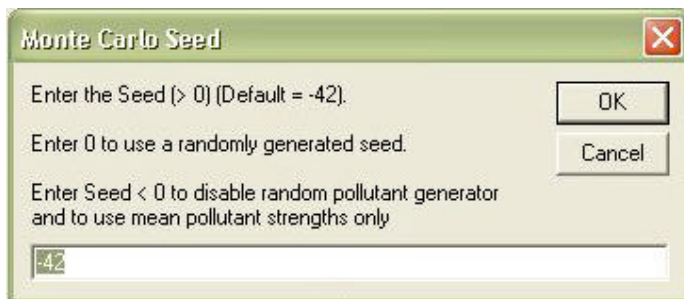 Monte Carlo Seed
Enter the Seed (> 0) (Default = -42).
OK
Enter 0 to use a randomly generated seed.
Cancel
Enter Seed < 0 to disable random pollutant generator
and to use mean pollutant strengths only
-42